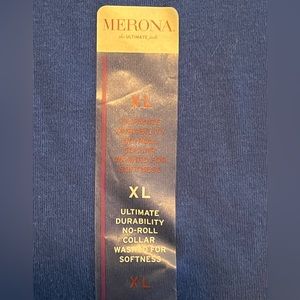 MERONA
the ULTIMATE polo
XL
ULTIMATE
DURABILITY
NO-ROLL
COLLAR
WASHED FOR
SOFTNESS
XL
ULTIMATE
DURABILITY
NO-ROLL
COLLAR
WASHED FOR
SOFTNESS
XL